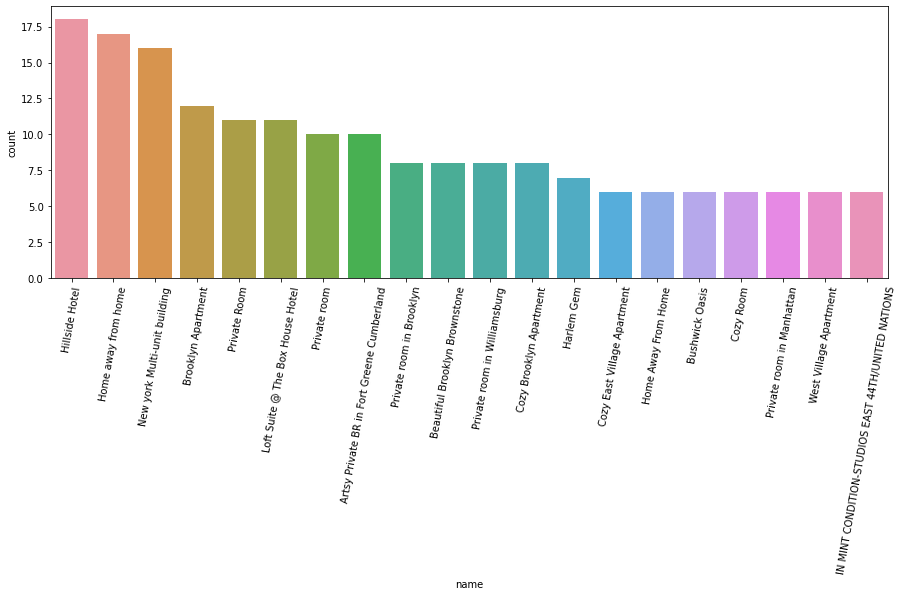 17.5
15.0
12.5
10.0
7.5
5.0
2.5
0.0
count
Hillside Hotel
Home away from home
New york Multi-unit building
Brooklyn Apartment
Private Room
Loft Suite @ The Box House Hotel
Private room
Artsy Private BR in Fort Greene Cumberland
Private room in Brooklyn
Beautiful Brooklyn Brownstone
Private room in Williamsburg
Cozy Brooklyn Apartment
Harlem Gem
Cozy East Village Apartment
Home Away From Home
Bushwick Oasis
Cozy Room
Private room in Manhattan
West Village Apartment
IN MINT CONDITION-STUDIOS EAST 44TH/UNITED NATIONS
name